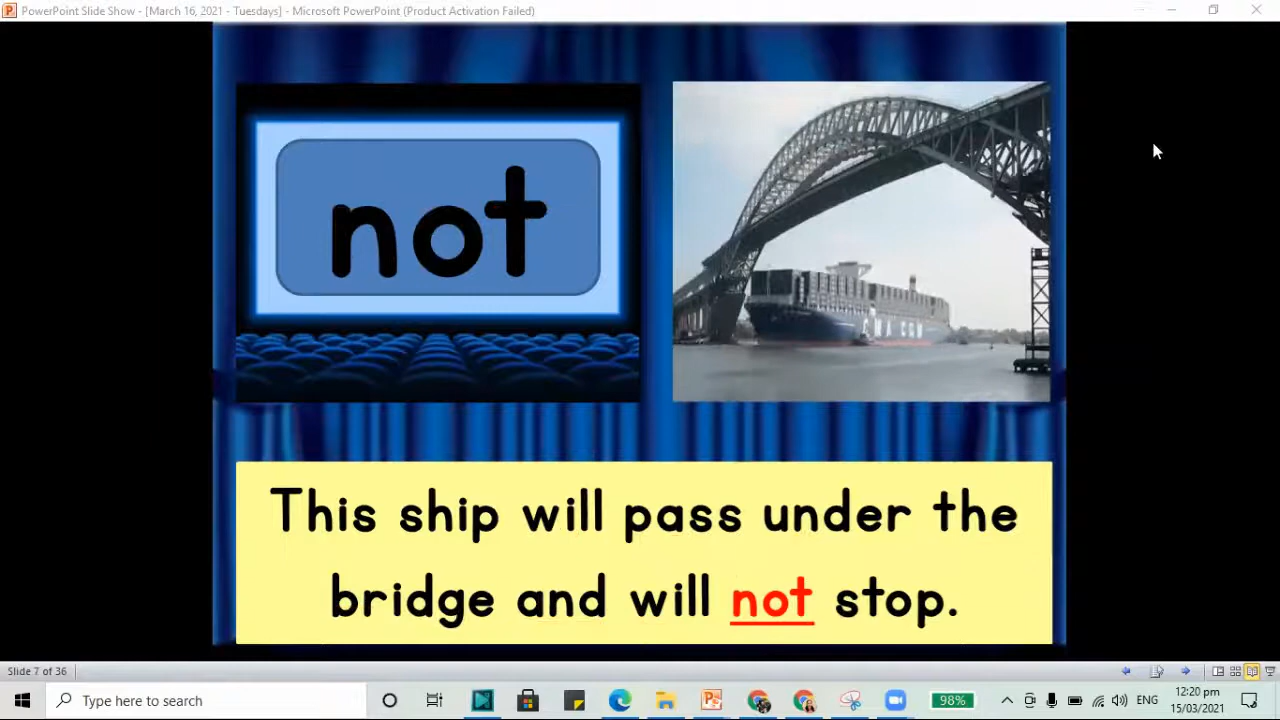 PowerPoint Slide Show - [March 16, 2021 - Tuesdays] - Microsoft PowerPoint (Product Activation Failed)
not
This ship will pass under the
bridge and will not stop.
Slide 7 of 36
Type here to search
98%
ENG
12:20 pm
15/03/2021